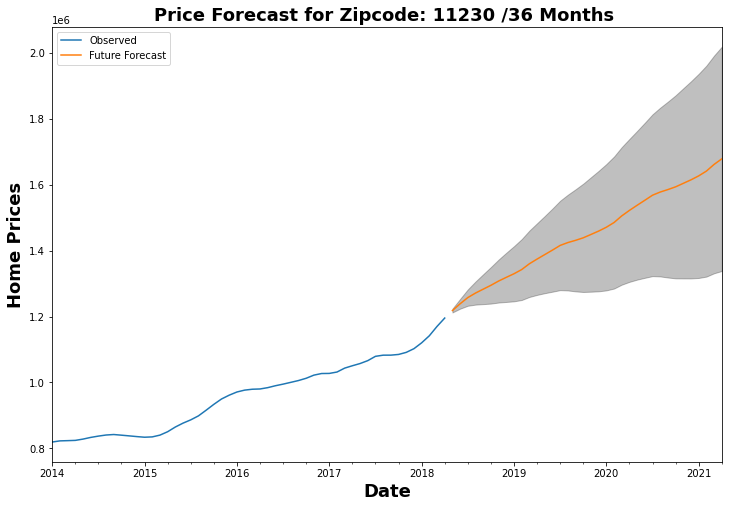 Price Forecast for Zipcode: 11230 /36 Months
1e6
Observed
Future Forecast
2.0
1.8
1.6
1.4
1.2
1.0
0.8
Home Prices
2014 2015 2016 2017 2018 2019 2020 2021
Date